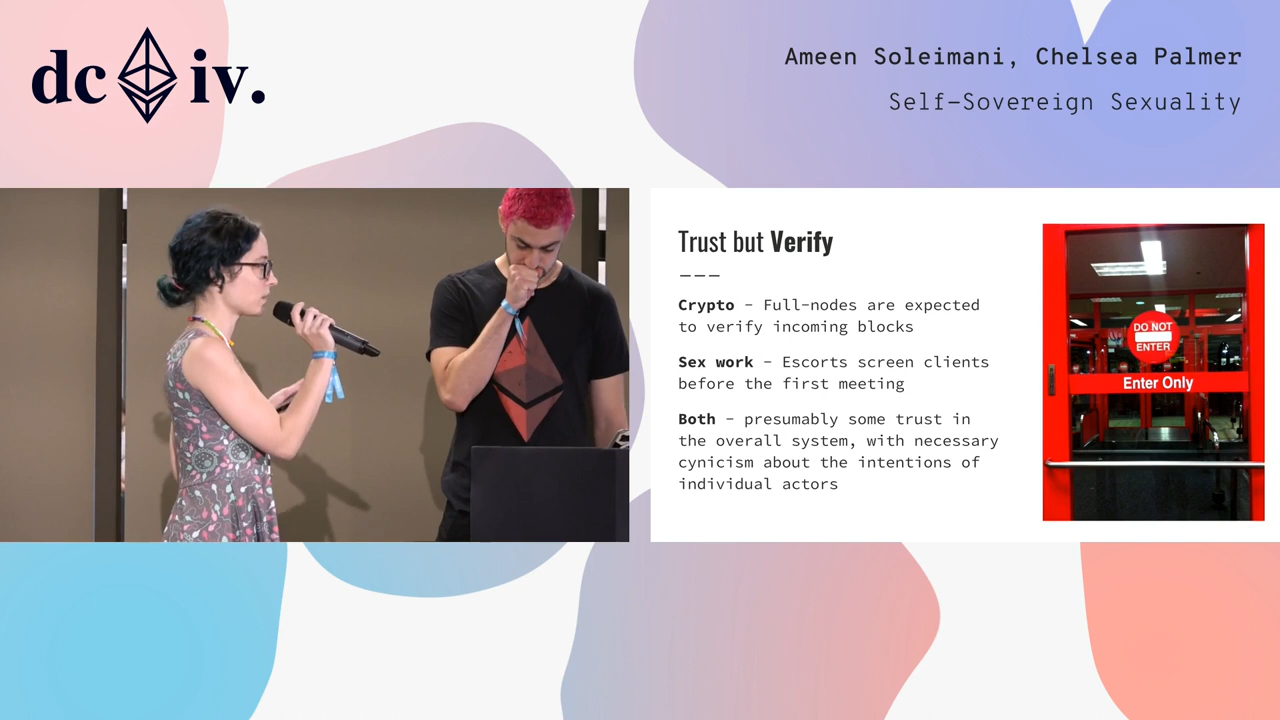 dc iv.
Ameen Soleimani, Chelsea Palmer
Self-Sovereign Sexuality
Trust but Verify
———
Crypto - Full-nodes are expected
to verify incoming blocks
Sex work - Escorts screen clients
before the first meeting
Both - presumably some trust in
the overall system, with necessary
cynicism about the intentions of
individual actors
DO NOT
ENTER
Enter Only